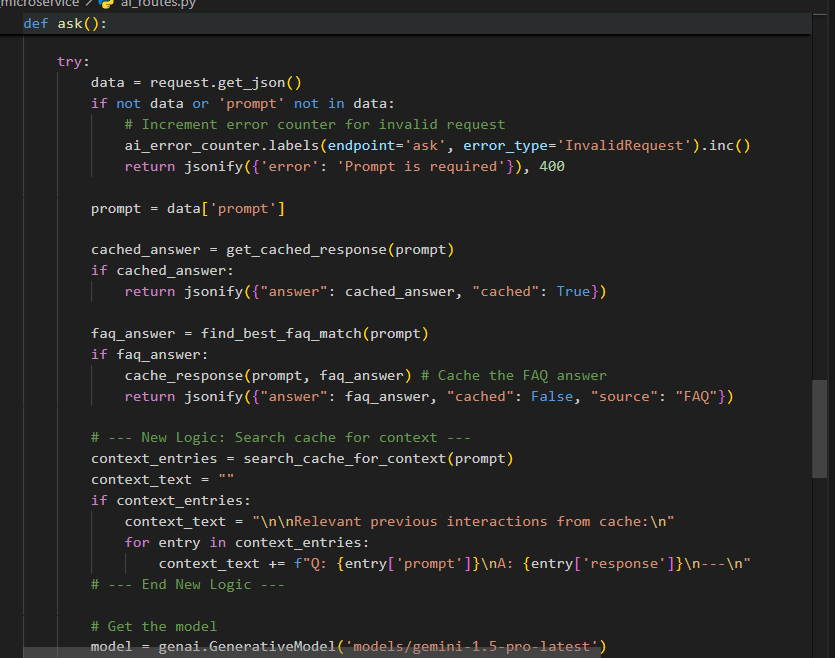 _microservice > ai_routes.py
def ask():
try:
data = request.get_json()
if not data or 'prompt' not in data:
# Increment error counter for invalid request
ai_error_counter.labels(endpoint='ask', error_type='InvalidRequest').inc()
return jsonify({'error': 'Prompt is required'}), 400
prompt = data['prompt']
cached_answer = get_cached_response(prompt)
if cached_answer:
return jsonify({"answer": cached_answer, "cached": True})
faq_answer = find_best_faq_match(prompt)
if faq_answer:
cache_response(prompt, faq_answer) # Cache the FAQ answer
return jsonify({"answer": faq_answer, "cached": False, "source": "FAQ"})
# --- New Logic: Search cache for context ---
context_entries = search_cache_for_context(prompt)
context_text = ""
if context_entries:
context_text = "\n\nRelevant previous interactions from cache:\n"
for entry in context_entries:
context_text += f"Q: {entry['prompt']}\nA: {entry['response']}\n---\n"
# --- End New Logic ---
# Get the model
model = genai.GenerativeModel('models/gemini-1.5-pro-latest')